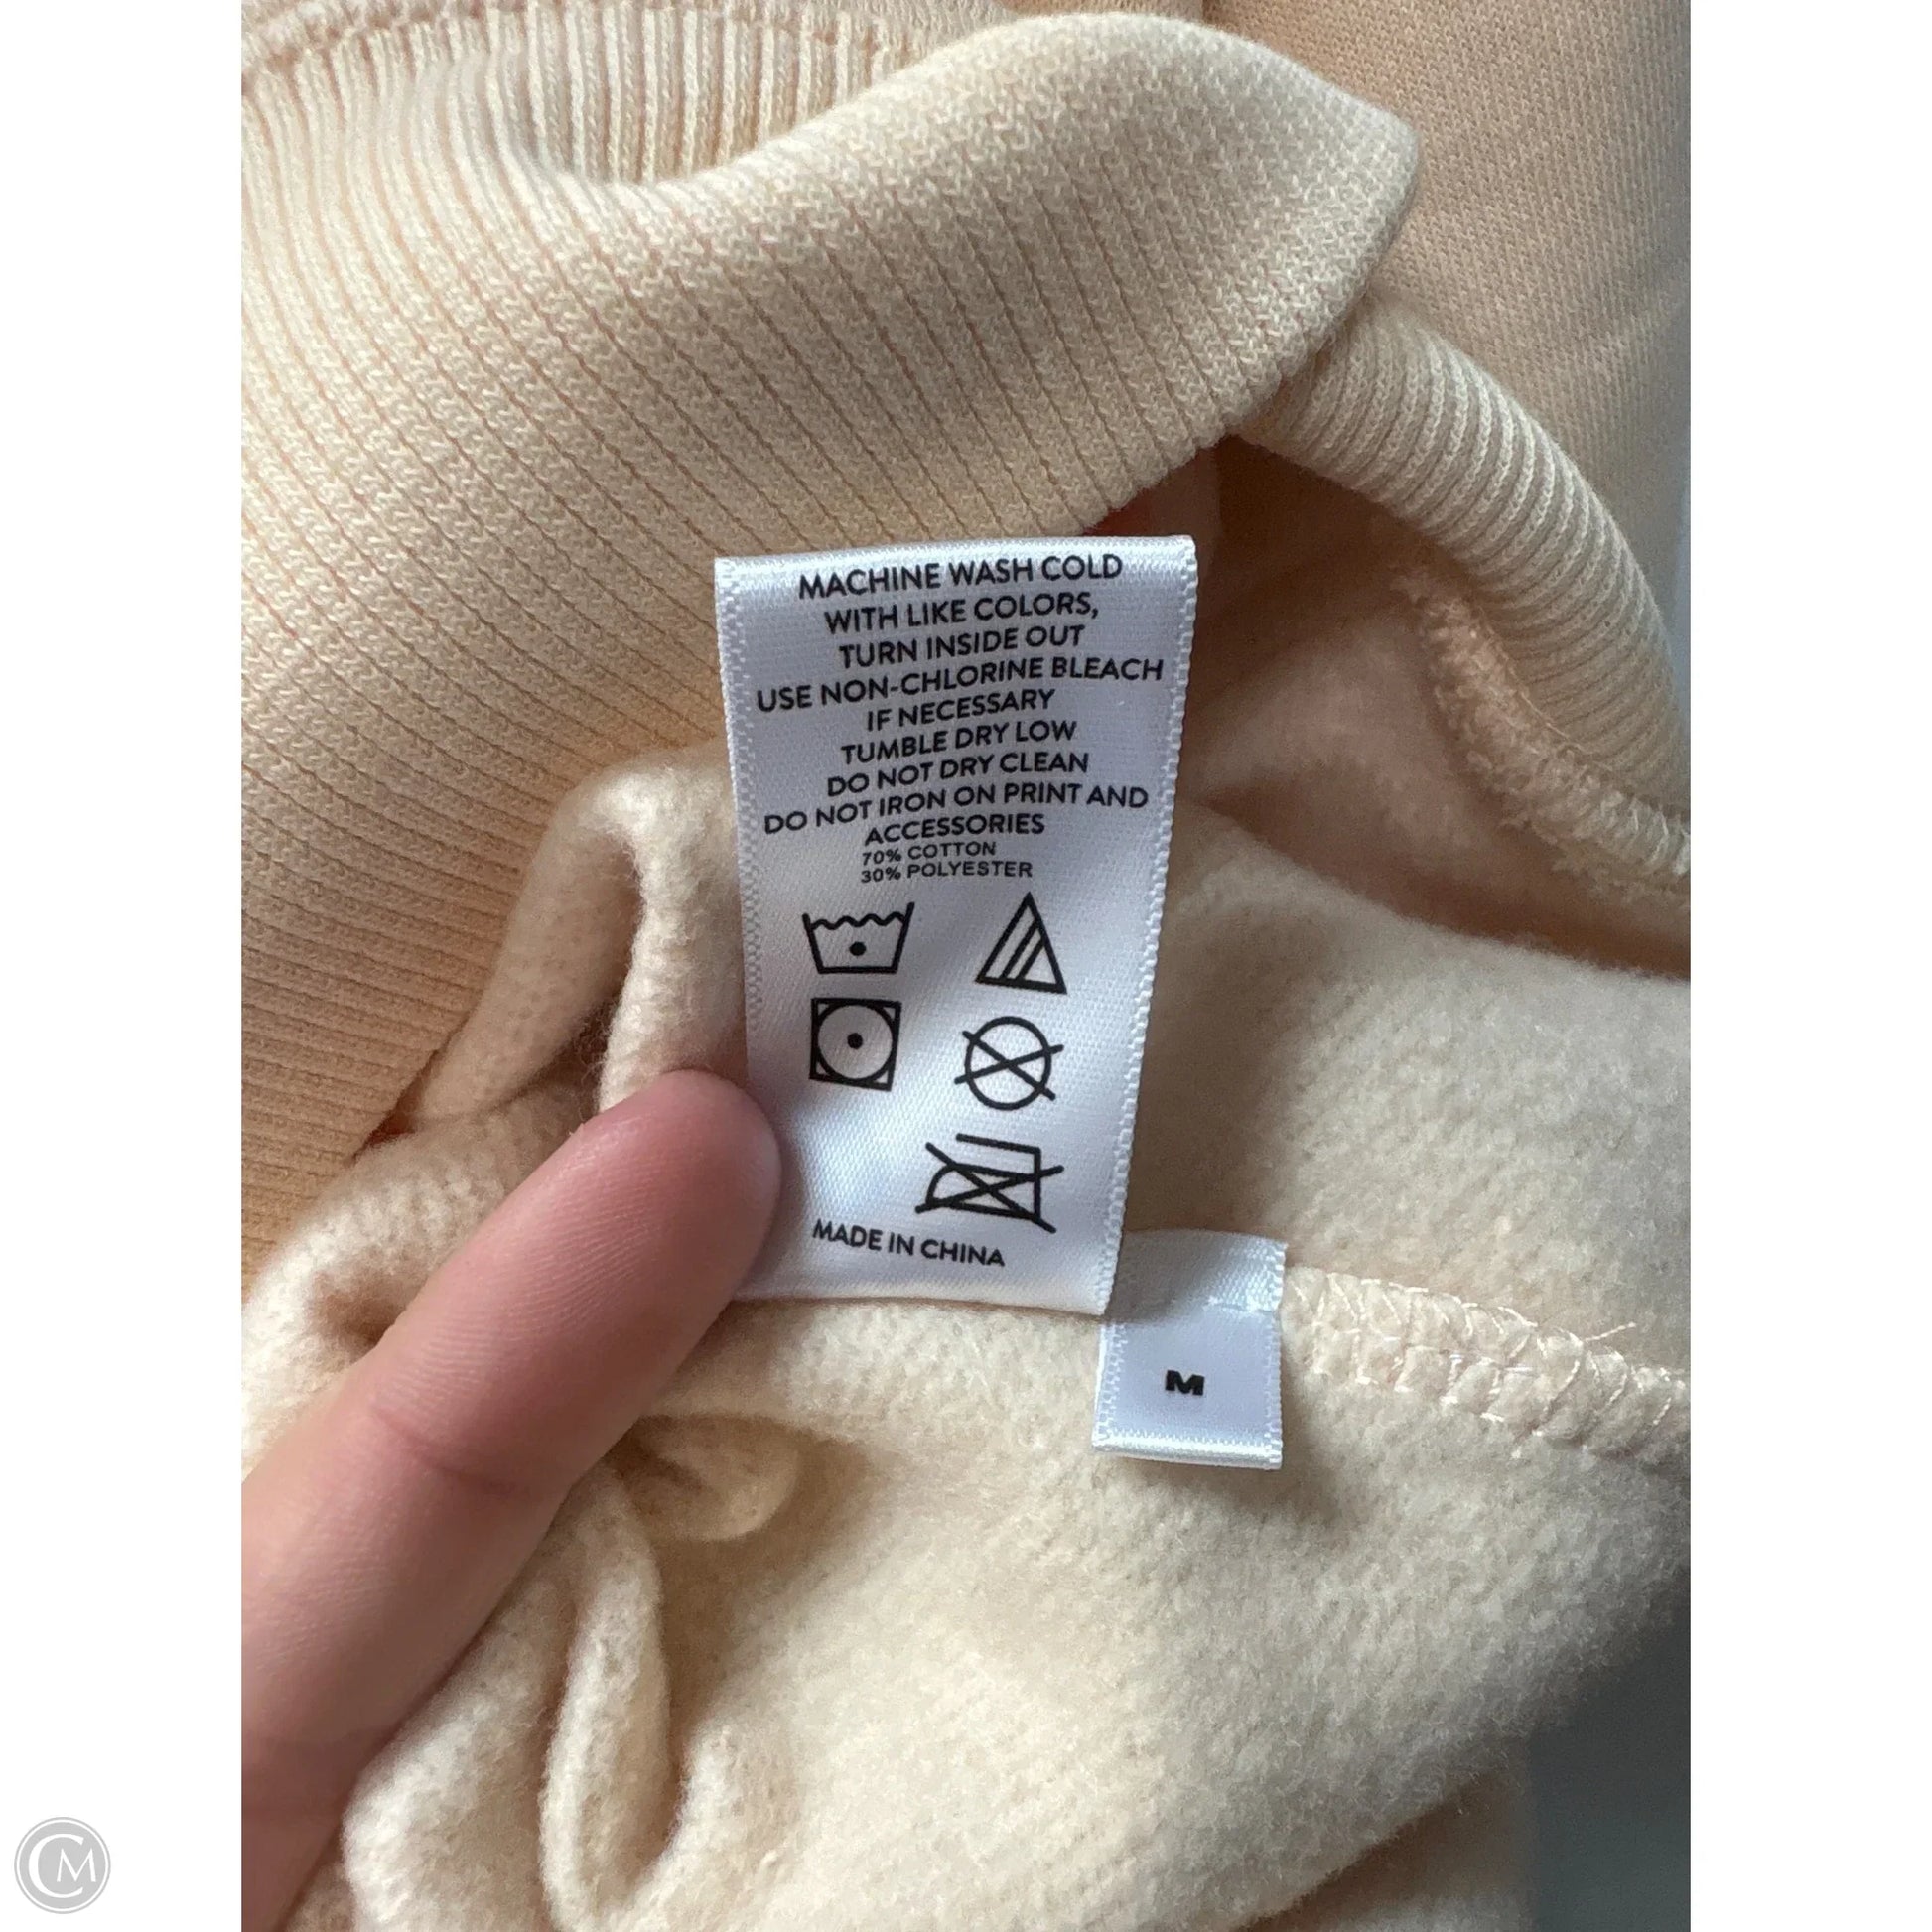 MACHINE WASH COLD
WITH LIKE COLORS,
TURN INSIDE OUT
USE NON-CHLORINE BLEACH
IF NECESSARY
TUMBLE DRY LOW
DO NOT DRY CLEAN
DO NOT IRON ON PRINT AND
ACCESSORIES
70% COTTON
30% POLYESTER
MADE IN CHINA
M
CM